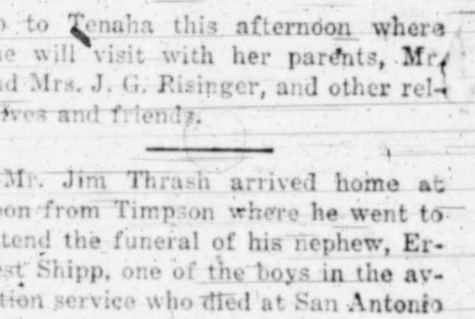 to Tenaha this afternoon where
will visit with her parents, Mr.
Mrs. J. G. Risinger, and other rel-
ives and friends.
Mr. Jim Thrash arrived home at
oon from Timpson where he went to
tend the funeral of his nephew, Er-
est Shipp, one of the boys in the av-
tion service who died at San Antonio